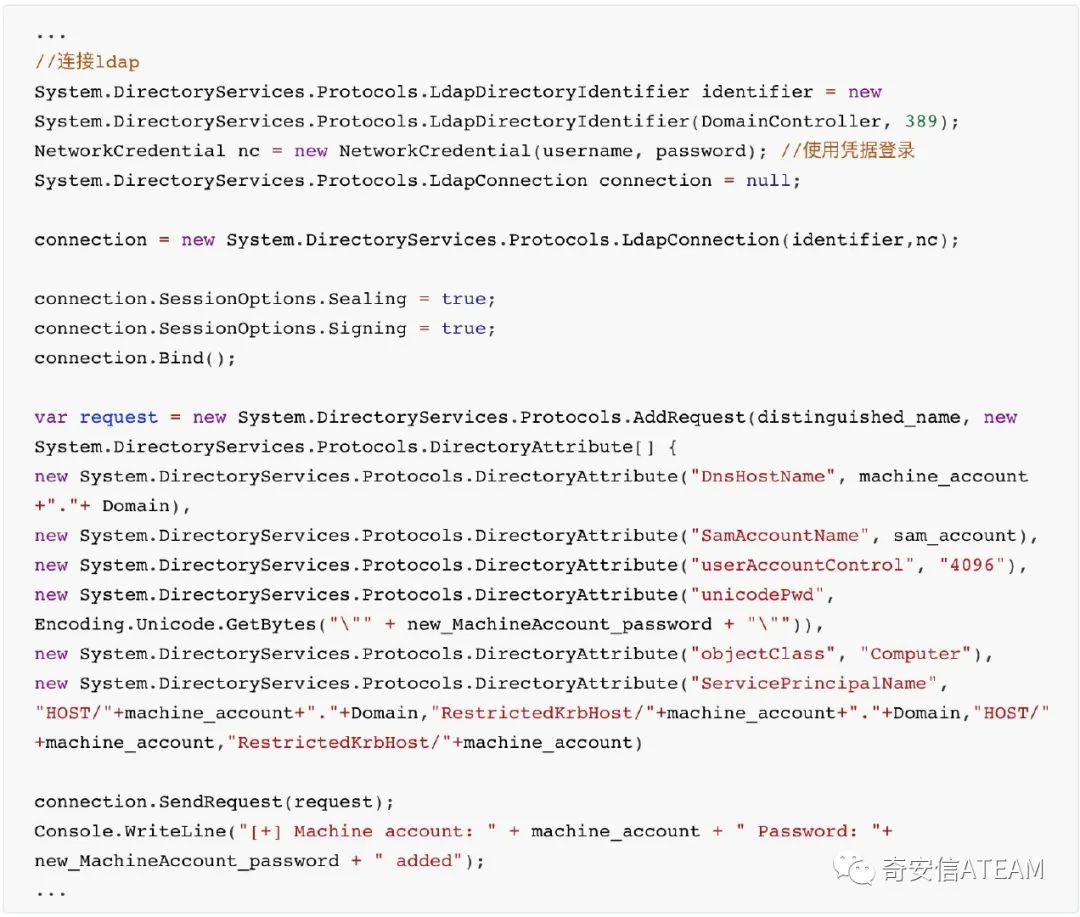 ...
//连接ldap
System.DirectoryServices.Protocols.LdapDirectoryIdentifier identifier = new
System.DirectoryServices.Protocols.LdapDirectoryIdentifier(DomainController, 389);
NetworkCredential nc = new NetworkCredential(username, password); //使用凭据登录
System.DirectoryServices.Protocols.LdapConnection connection = null;
connection = new System.DirectoryServices.Protocols.LdapConnection(identifier,nc);
connection.SessionOptions.Sealing = true;
connection.SessionOptions.Signing = true;
connection.Bind();
var request = new System.DirectoryServices.Protocols.AddRequest(distinguished_name, new
System.DirectoryServices.Protocols.DirectoryAttribute[] {
new System.DirectoryServices.Protocols.DirectoryAttribute("DnsHostName", machine_account
+"."+ Domain),
new System.DirectoryServices.Protocols.DirectoryAttribute("SamAccountName", sam_account),
new System.DirectoryServices.Protocols.DirectoryAttribute("userAccountControl", "4096"),
new System.DirectoryServices.Protocols.DirectoryAttribute("unicodePwd",
Encoding.Unicode.GetBytes("\"" + new_MachineAccount_password + "\"")),
new System.DirectoryServices.Protocols.DirectoryAttribute("objectClass", "Computer"),
new System.DirectoryServices.Protocols.DirectoryAttribute("ServicePrincipalName",
"HOST/"+machine_account+"."+Domain,"RestrictedKrbHost/"+machine_account+"."+Domain,"HOST/"
+machine_account,"RestrictedKrbHost/"+machine_account)
connection.SendRequest(request);
Console.WriteLine("[+] Machine account: " + machine_account + " Password: "+
new_MachineAccount_password + " added");
...
奇安信ATEAM